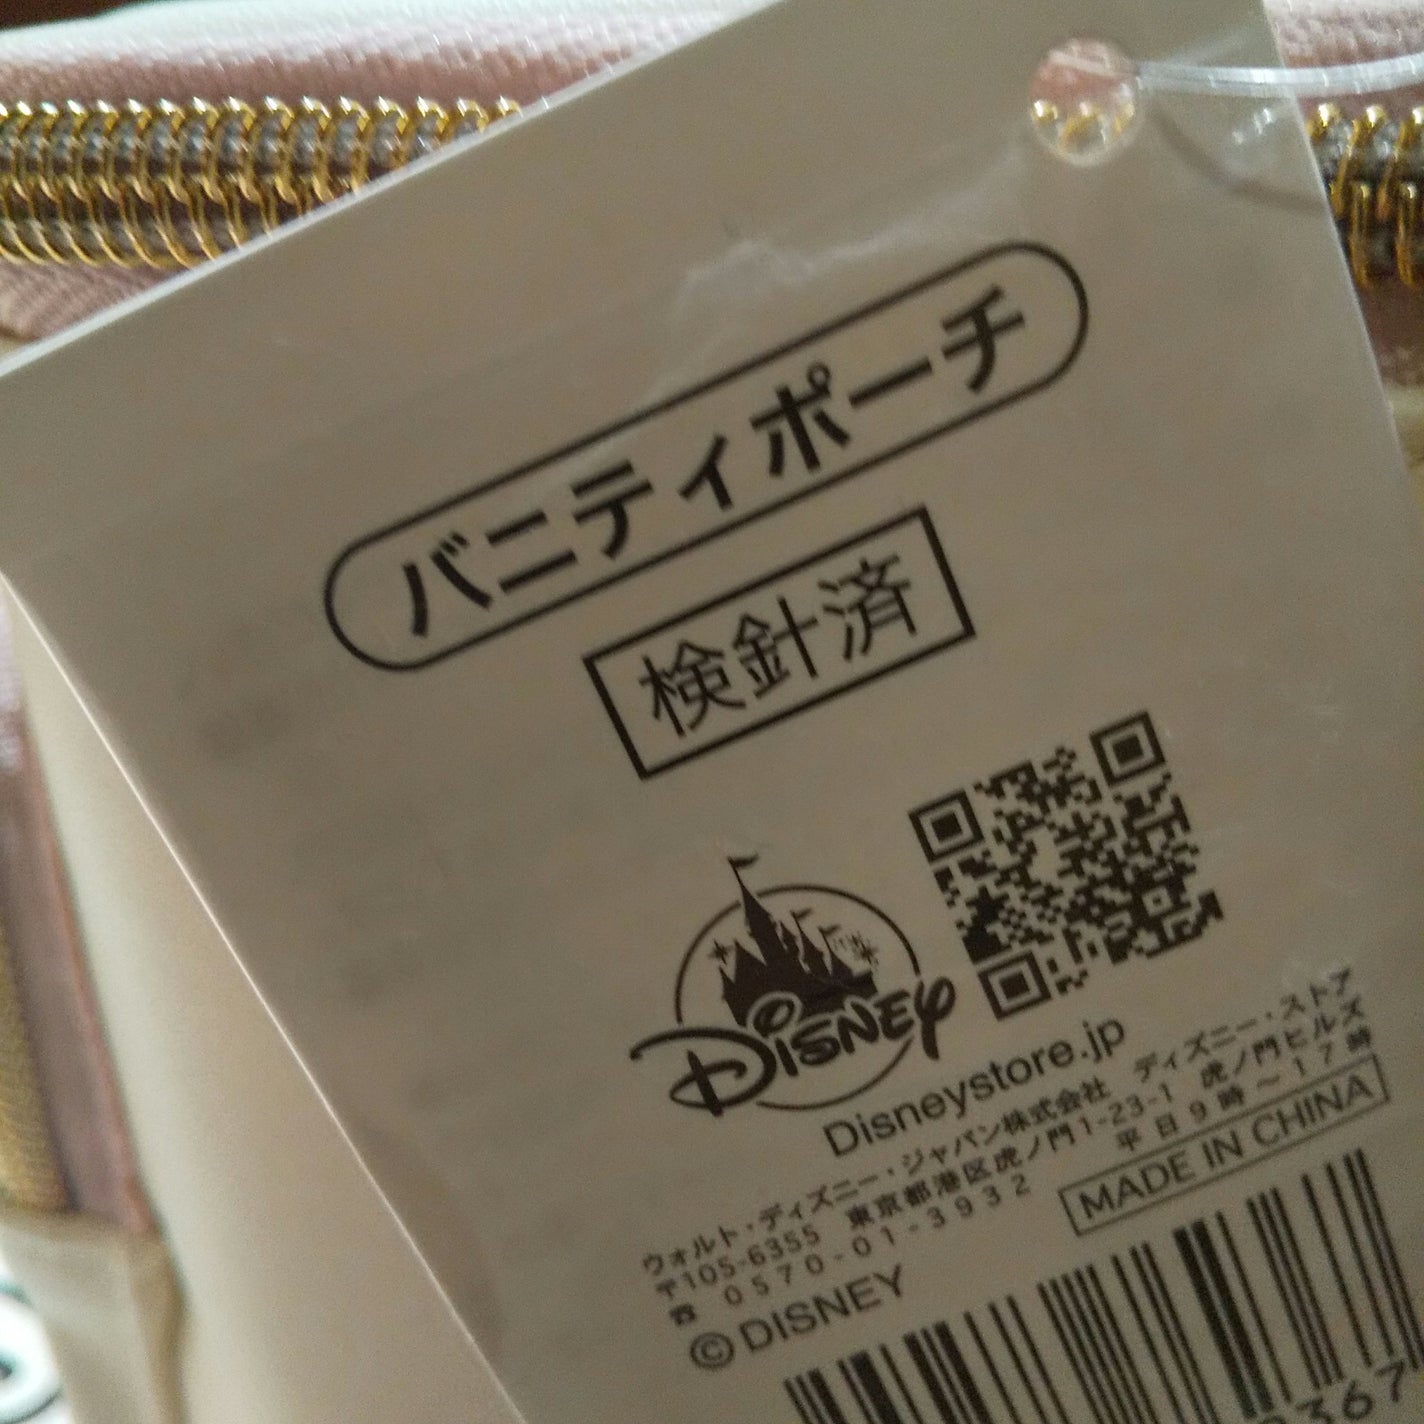 バニティポーチ
検針済
Disney
Disneystore.jp
ウォルト・ディズニー・ジャパン株式会社 ディズニー・ストア
〒105-6355 東京都港区虎ノ門1-23-1 虎ノ門ヒルズ
☎ 0570-01-3932 平日9時～17時
MADE IN CHINA
©DISNEY
367